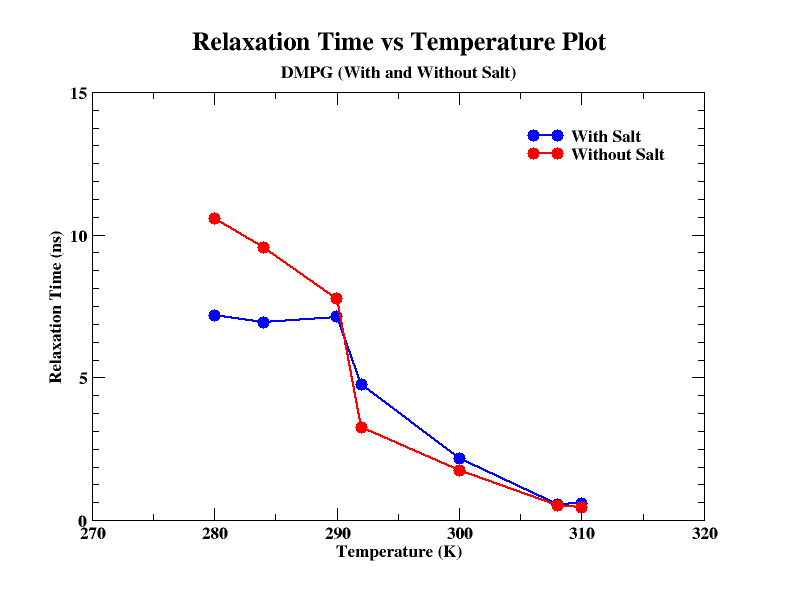 Relaxation Time vs Temperature Plot
DMPG (With and Without Salt)
With Salt
Without Salt
15
10
5
0
Relaxation Time (ns)
270 280 290 300 310 320
Temperature (K)